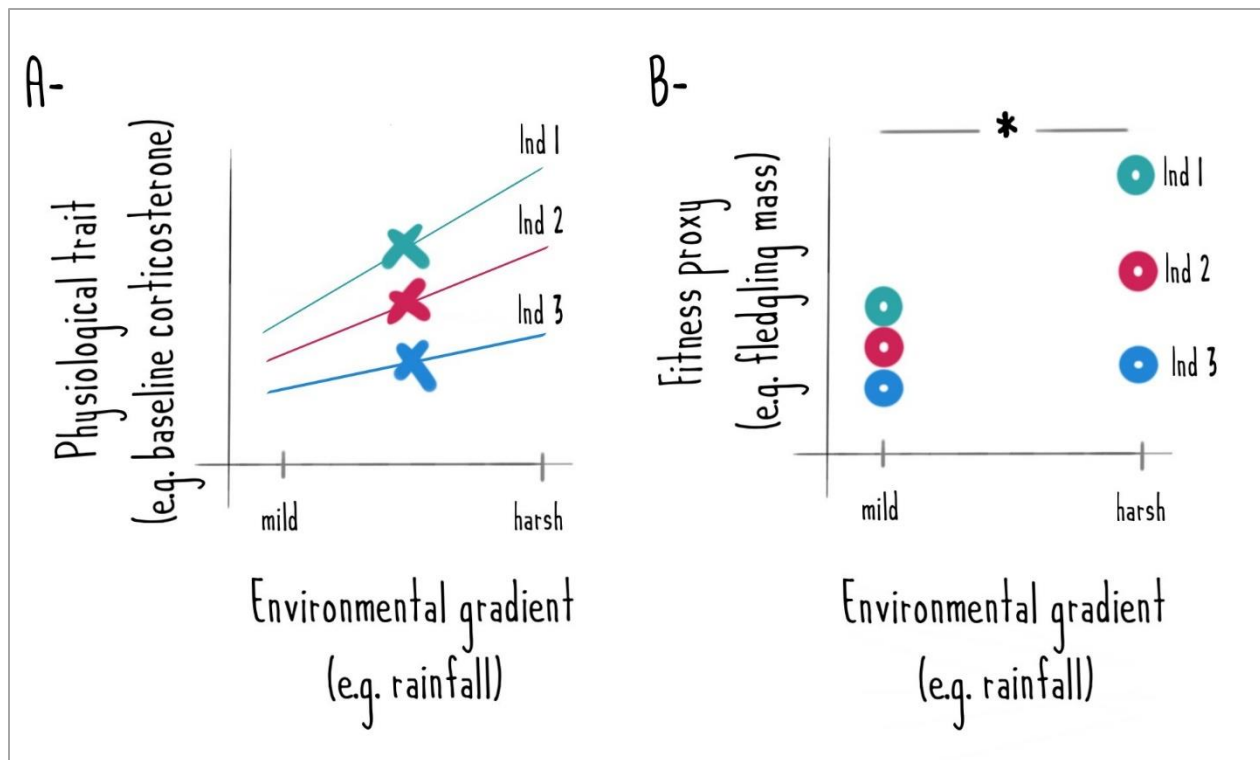 A-
Physiological trait
(e.g. baseline corticosterone)
Ind 1
Ind 2
Ind 3
mild
harsh
Environmental gradient
(e.g. rainfall)
B-
Fitness proxy
(e.g. fledgling mass)
*
Ind 1
Ind 2
Ind 3
mild
harsh
Environmental gradient
(e.g. rainfall)